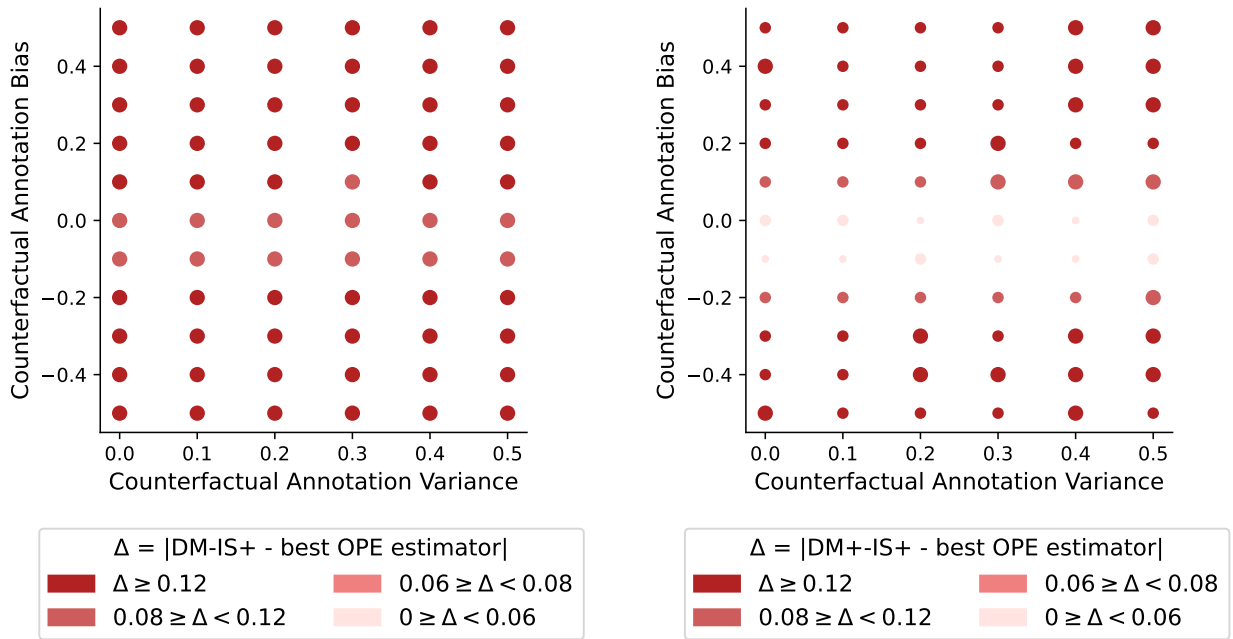 Counterfactual Annotation Bias
0.4
0.2
0.0
−0.2
−0.4
0.0 0.1 0.2 0.3 0.4 0.5
Counterfactual Annotation Variance
Δ = |DM-IS+ - best OPE estimator|
Δ ≥ 0.12 0.06 ≥ Δ < 0.08
0.08 ≥ Δ < 0.12 0 ≥ Δ < 0.06
Counterfactual Annotation Bias
0.4
0.2
0.0
−0.2
−0.4
0.0 0.1 0.2 0.3 0.4 0.5
Counterfactual Annotation Variance
Δ = |DM+-IS+ - best OPE estimator|
Δ ≥ 0.12 0.06 ≥ Δ < 0.08
0.08 ≥ Δ < 0.12 0 ≥ Δ < 0.06